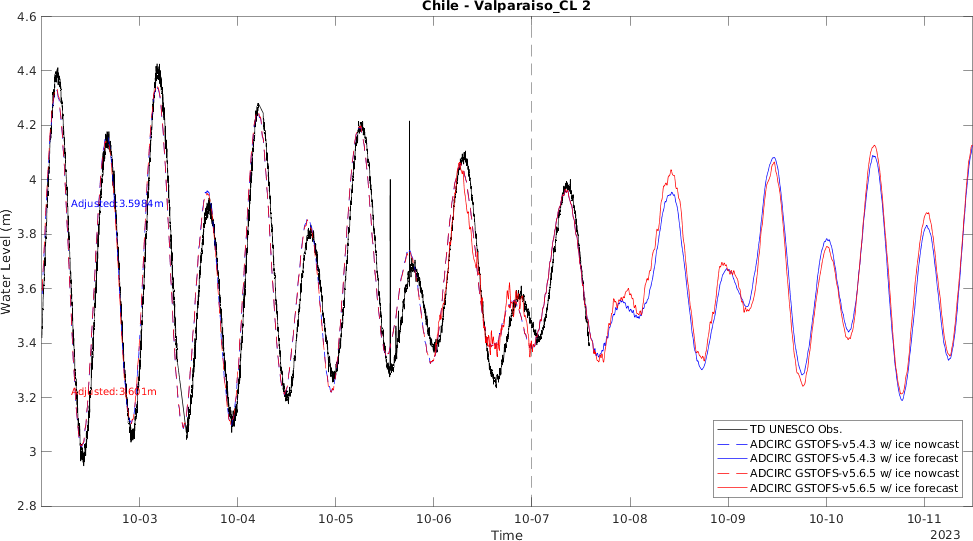 Chile - Valparaiso_CL 2
4.6
4.4
4.2
4
3.8
3.6
3.4
3.2
3
2.8
Water Level (m)
Adjusted:3.5984m
Adjusted:3.601m
TD UNESCO Obs.
ADCIRC GSTOFS-v5.4.3 w/ ice nowcast
ADCIRC GSTOFS-v5.4.3 w/ ice forecast
ADCIRC GSTOFS-v5.6.5 w/ ice nowcast
ADCIRC GSTOFS-v5.6.5 w/ ice forecast
10-03 10-04 10-05 10-06 10-07 10-08 10-09 10-10 10-11
Time
2023